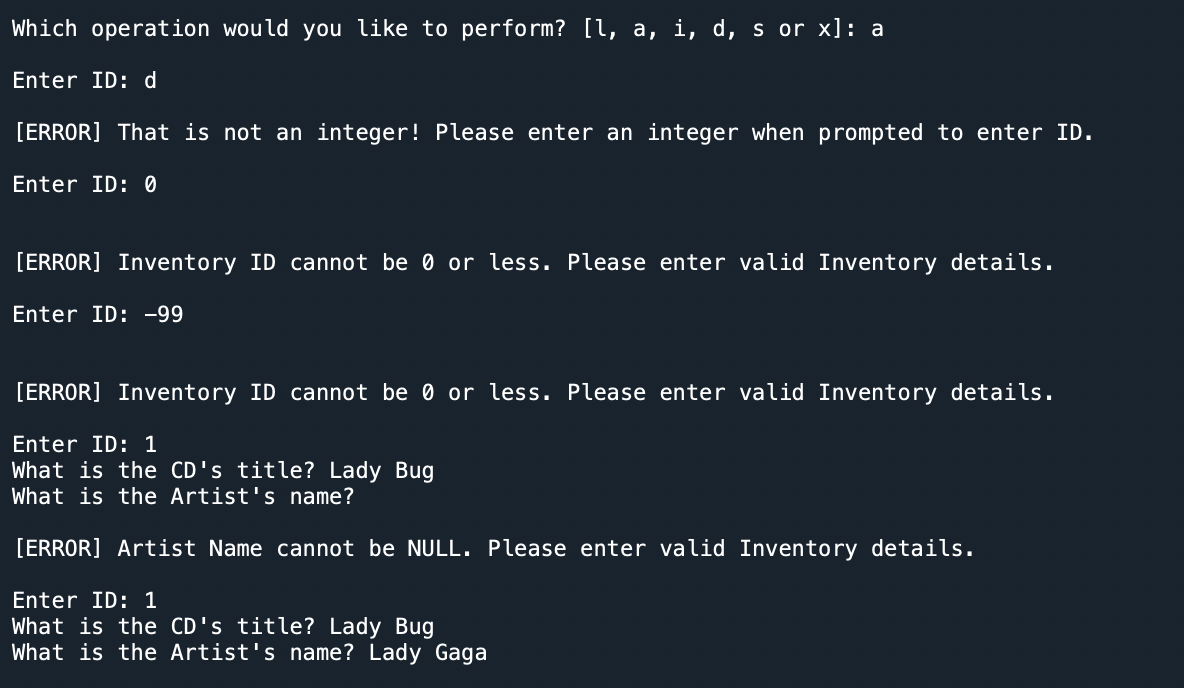 Which operation would you like to perform? [l, a, i, d, s or x]: a
Enter ID: d
[ERROR] That is not an integer! Please enter an integer when prompted to enter ID.
Enter ID: 0
[ERROR] Inventory ID cannot be 0 or less. Please enter valid Inventory details.
Enter ID: -99
[ERROR] Inventory ID cannot be 0 or less. Please enter valid Inventory details.
Enter ID: 1
What is the CD's title? Lady Bug
What is the Artist's name?
[ERROR] Artist Name cannot be NULL. Please enter valid Inventory details.
Enter ID: 1
What is the CD's title? Lady Bug
What is the Artist's name? Lady Gaga